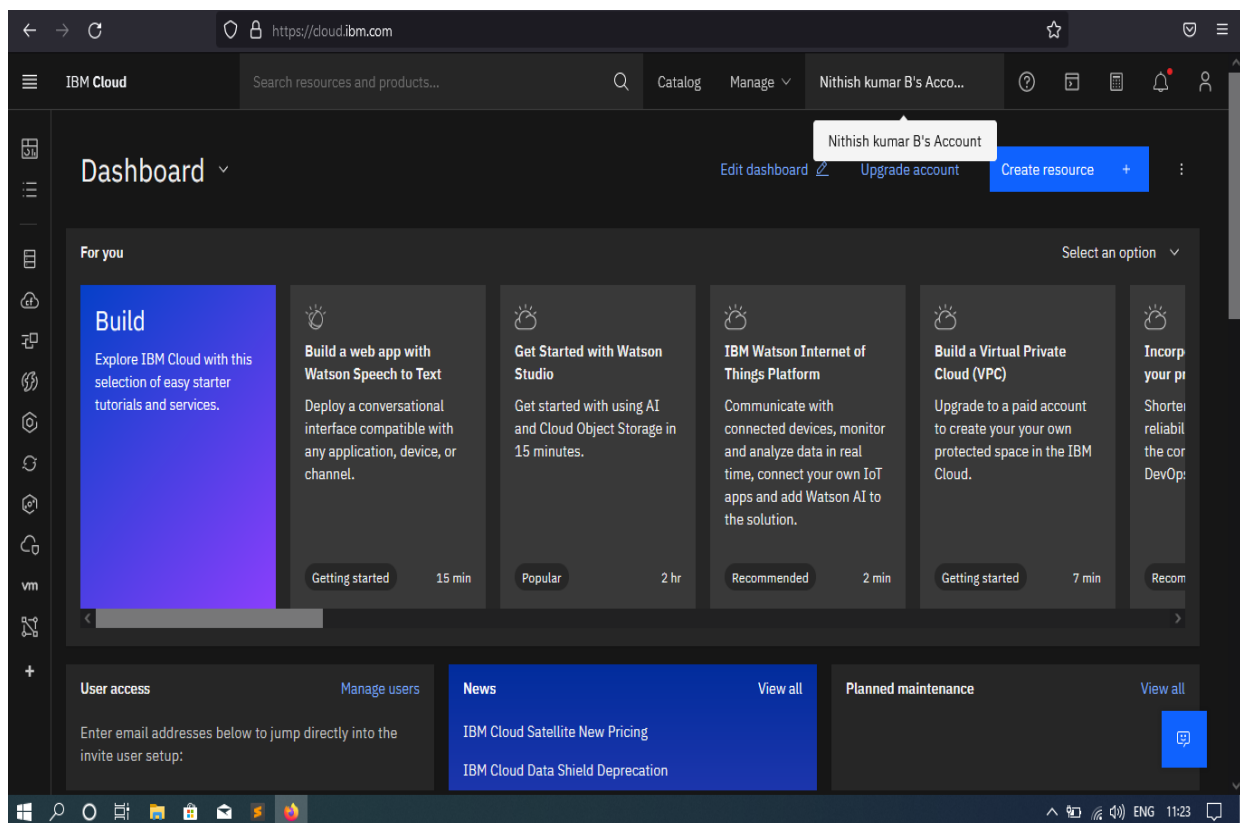 https://cloud.ibm.com
IBM Cloud
Search resources and products...
Catalog
Manage
Nithish kumar B's Acco...
Nithish kumar B's Account
Dashboard
Edit dashboard
Upgrade account
Create resource +
For you
Select an option
Build
Explore IBM Cloud with this
selection of easy starter
tutorials and services.
Build a web app with
Watson Speech to Text
Deploy a conversational
interface compatible with
any application, device, or
channel.
Getting started
15 min
Get Started with Watson
Studio
Get started with using AI
and Cloud Object Storage in
15 minutes.
Popular
2 hr
IBM Watson Internet of
Things Platform
Communicate with
connected devices, monitor
and analyze data in real
time, connect your own IoT
apps and add Watson AI to
the solution.
Recommended
2 min
Build a Virtual Private
Cloud (VPC)
Upgrade to a paid account
to create your your own
protected space in the IBM
Cloud.
Getting started
7 min
Incorp
your pr
Shorter
reliabil
the cor
DevOp
Recom
vm
User access
Manage users
Enter email addresses below to jump directly into the
invite user setup:
News
View all
IBM Cloud Satellite New Pricing
IBM Cloud Data Shield Deprecation
Planned maintenance
View all
ENG
11:23